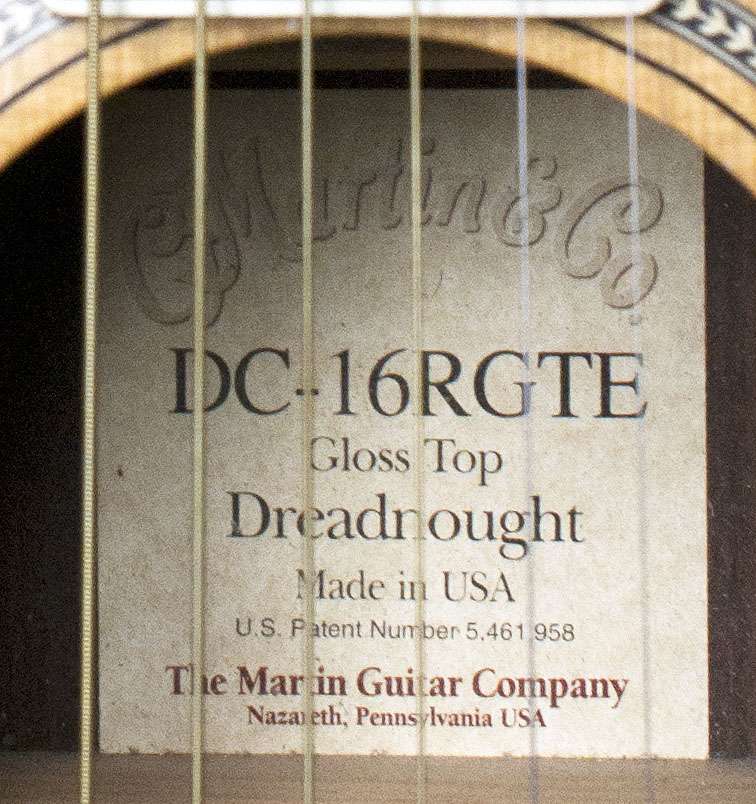 C.F. Martin & Co.
DC-16RGTE
Gloss Top
Dreadnought
Made in USA
U.S. Patent Number 5,461,958
The Martin Guitar Company
Nazareth, Pennsylvania USA